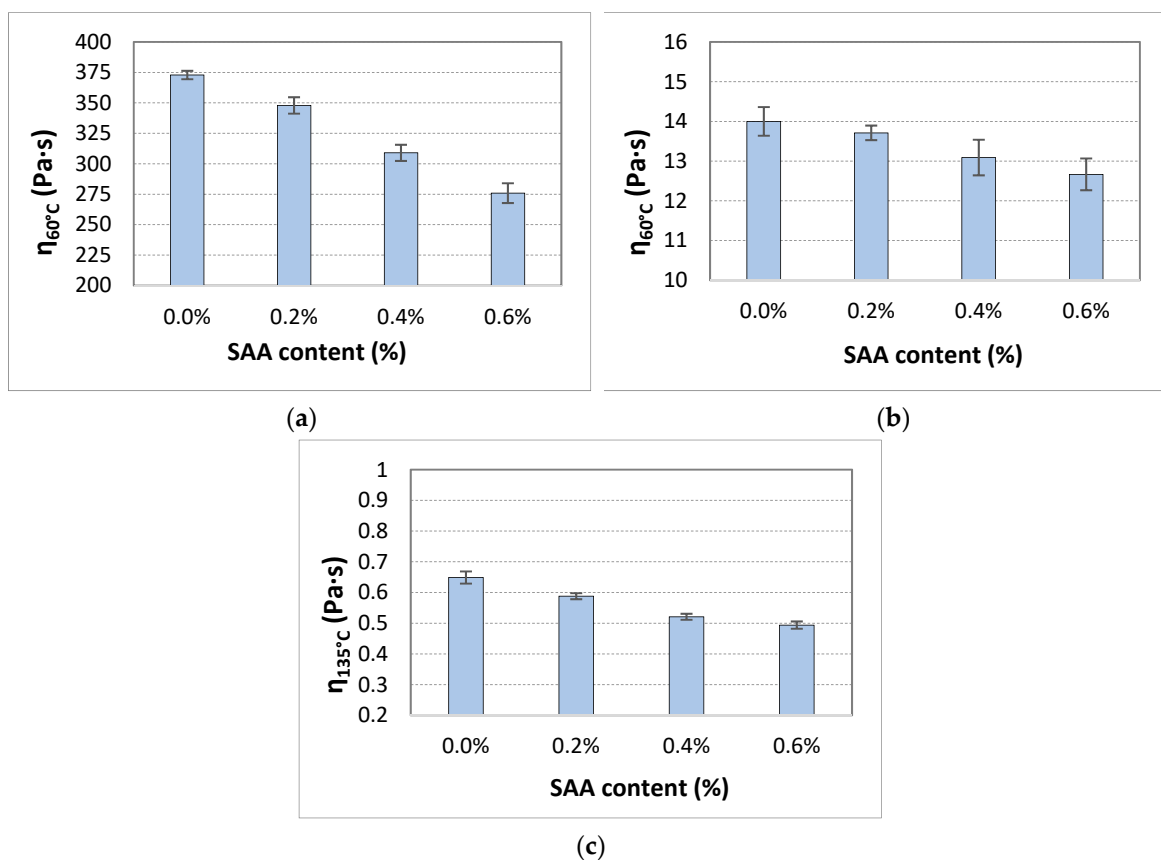 400
375
350
325
300
275
250
225
200
η60°C (Pa·s)
0.0% 0.2% 0.4% 0.6%
SAA content (%)
(a)
16
15
14
13
12
11
10
η60°C (Pa·s)
0.0% 0.2% 0.4% 0.6%
SAA content (%)
(b)
1
0.9
0.8
0.7
0.6
0.5
0.4
0.3
0.2
η135°C (Pa·s)
0.0% 0.2% 0.4% 0.6%
SAA content (%)
(c)